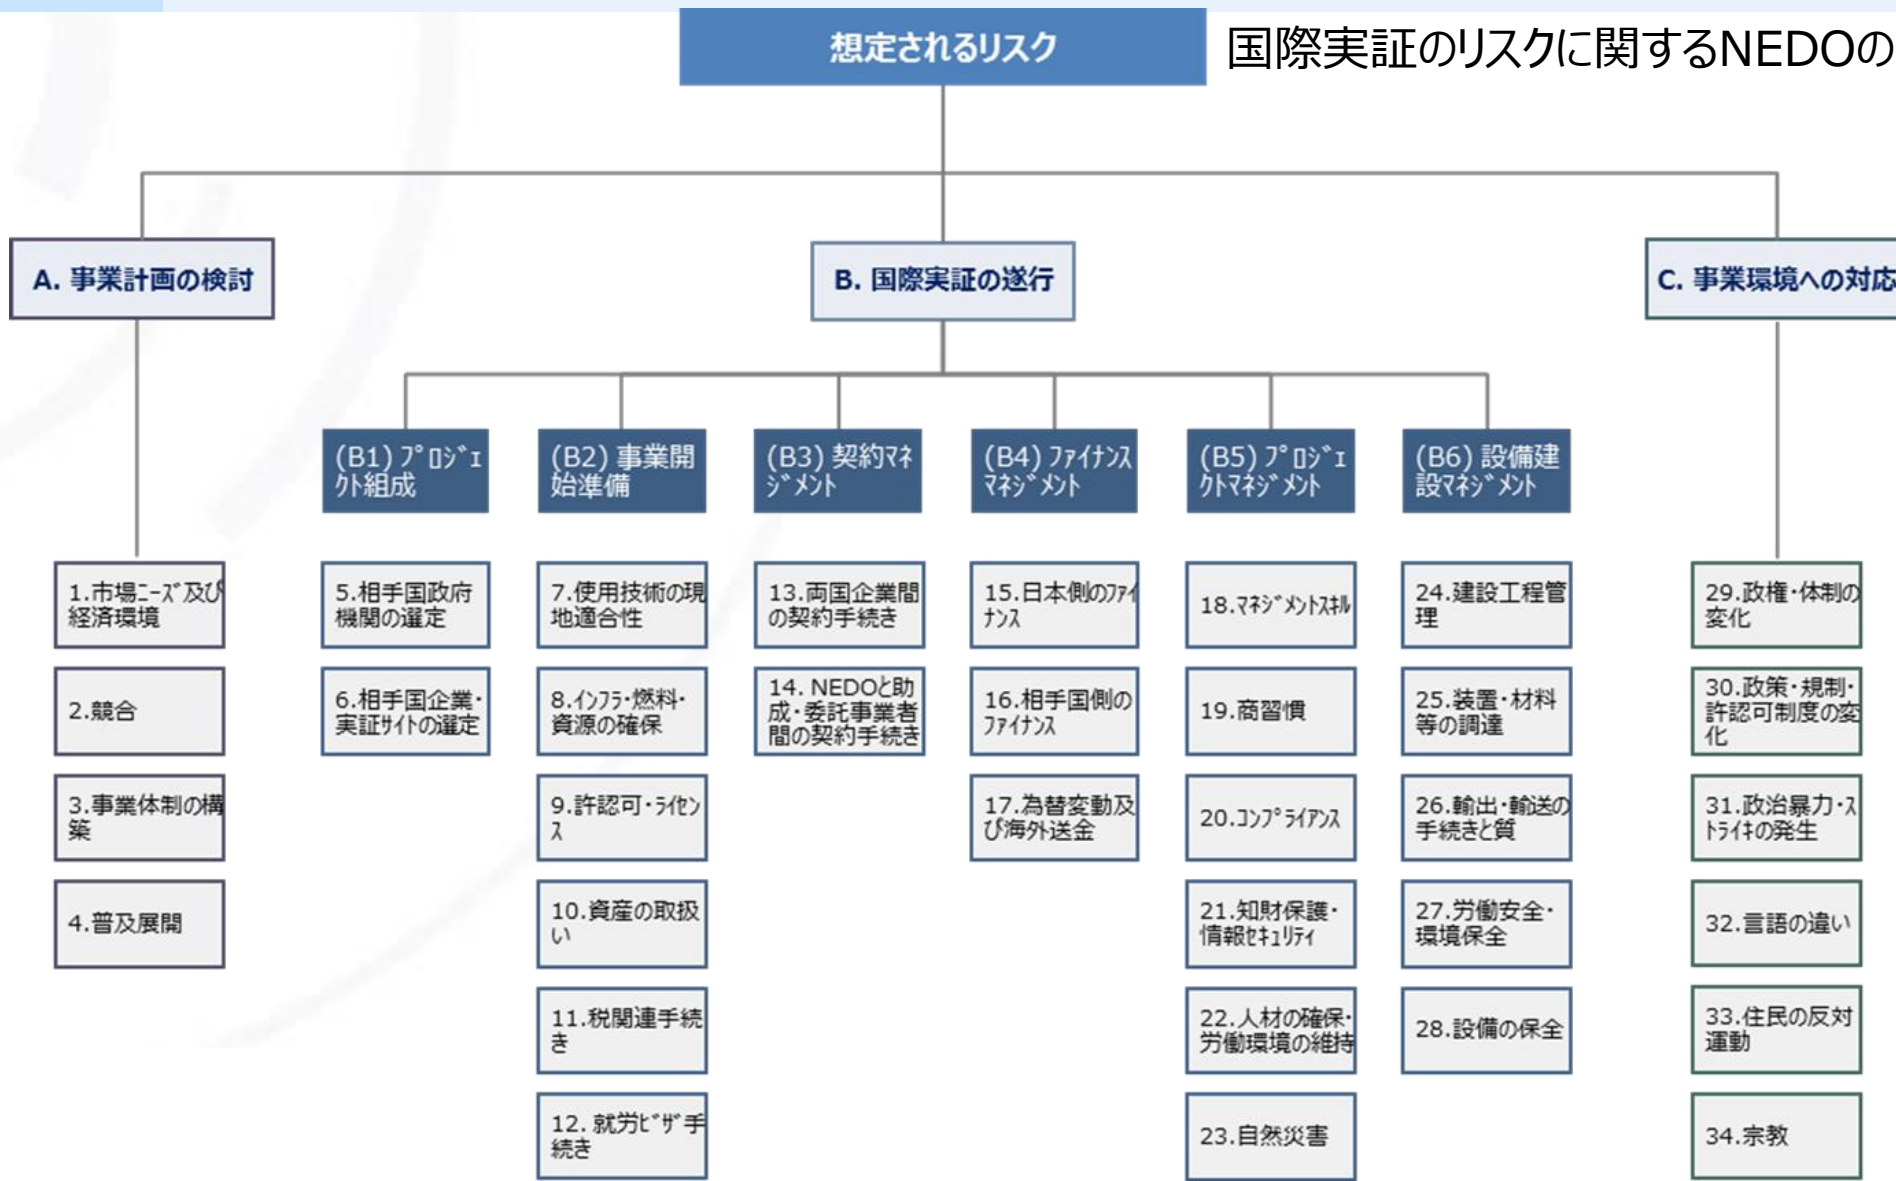 想定されるリスク
国際実証のリスクに関するNEDOの
A. 事業計画の検討
B. 国際実証の遂行
C. 事業環境への対応
(B1) ﾌﾟﾛｼﾞｪ
ｸﾄ組成
(B2) 事業開
始準備
(B3) 契約ﾏﾈ
ｼﾞﾒﾝﾄ
(B4) ﾌｧｲﾅﾝｽ
ﾏﾈｼﾞﾒﾝﾄ
(B5) ﾌﾟﾛｼﾞｪ
ｸﾄﾏﾈｼﾞﾒﾝﾄ
(B6) 設備建
設ﾏﾈｼﾞﾒﾝﾄ
1.市場ﾆｰｽﾞ及び
経済環境
2.競合
3.事業体制の構
築
4.普及展開
5.相手国政府
機関の選定
6.相手国企業・
実証ｻｲﾄの選定
7.使用技術の現
地適合性
8.ｲﾝﾌﾗ・燃料・
資源の確保
9.許認可・ﾗｲｾﾝ
ｽ
10.資産の取扱
い
11.税関連手続
き
12. 就労ﾋﾞｻﾞ手
続き
13.両国企業間
の契約手続き
14. NEDOと助
成・委託事業者
間の契約手続き
15.日本側のﾌｧｲ
ﾅﾝｽ
16.相手国側の
ﾌｧｲﾅﾝｽ
17.為替変動及
び海外送金
18.ﾏﾈｼﾞﾒﾝﾄｽｷﾙ
19.商習慣
20.ｺﾝﾌﾟﾗｲｱﾝｽ
21.知財保護・
情報ｾｷｭﾘﾃｨ
22.人材の確保・
労働環境の維持
23.自然災害
24.建設工程管
理
25.装置・材料
等の調達
26.輸出・輸送の
手続きと質
27.労働安全・
環境保全
28.設備の保全
29.政権・体制の
変化
30.政策・規制・
許認可制度の変
化
31.政治暴力・ｽ
ﾄﾗｲｷの発生
32.言語の違い
33.住民の反対
運動
34.宗教